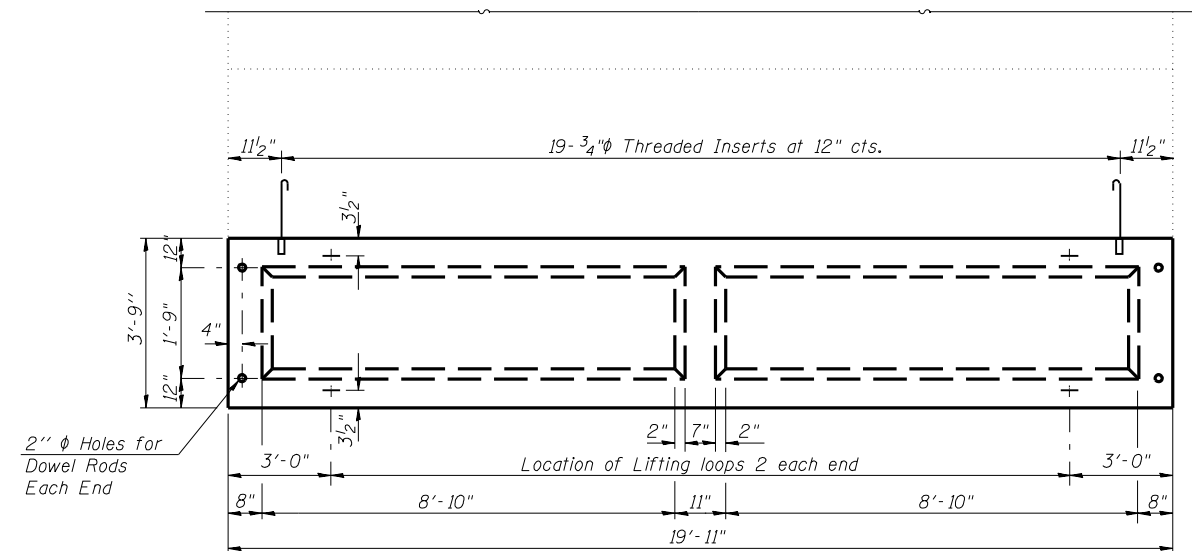 11½" 19-¾"ϕ Threaded Inserts at 12" cts. 11½"
3½"
12"
3'-9''
1'-9"
4"
12"
3½"
2" 7" 2"
2'' ϕ Holes for
Dowel Rods
Each End
3'-0" Location of Lifting loops 2 each end 3'-0"
8" 8'-10" 11" 8'-10" 8"
19'-11"